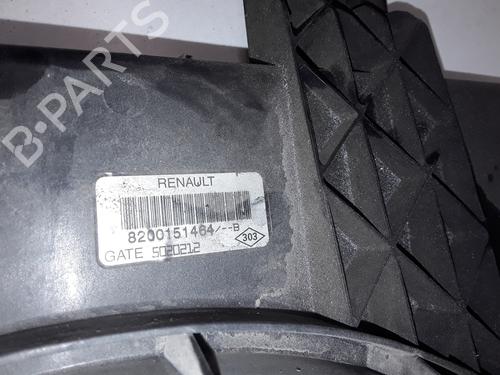 B-PARTS
RENAULT
8200151464/--B
303
GATE 5020212